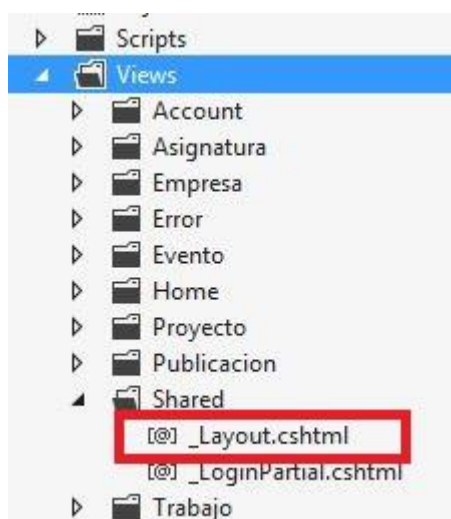 Scripts
Views
Account
Asignatura
Empresa
Error
Evento
Home
Proyecto
Publicacion
Shared
[@] _Layout.cshtml
[@] _LoginPartial.cshtml
Trabajo